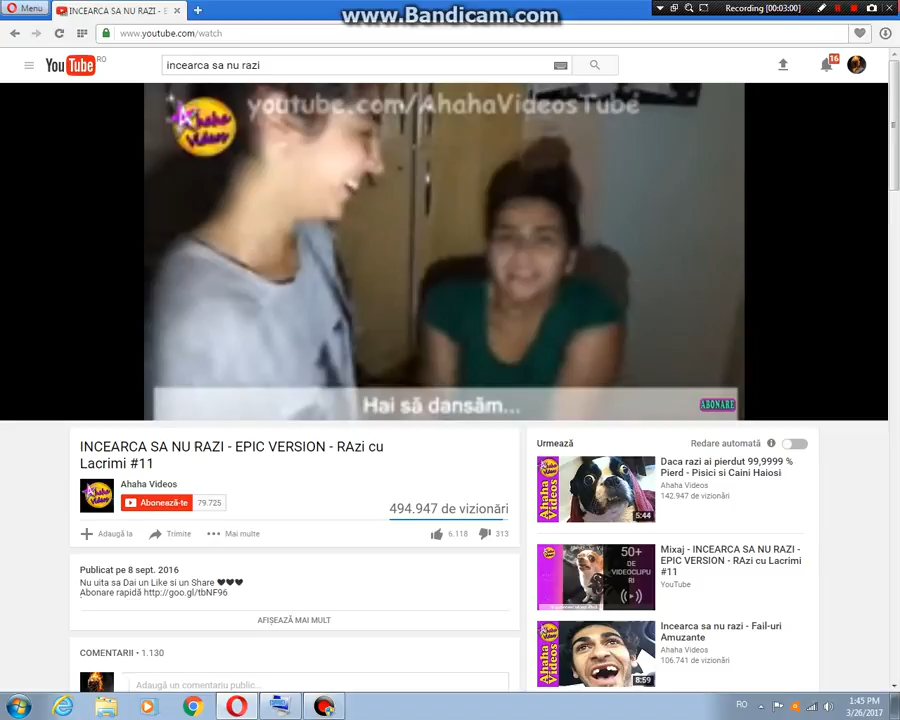 www.Bandicam.com
Menu
INCEARCA SA NU RAZI - E
Recording [00:03:00]
www.youtube.com/watch
YouTube RO
incearca sa nu razi
16
Ahaha Videos
youtube.com/AhahaVideosTube
Hai să dansăm...
ABONARE
INCEARCA SA NU RAZI - EPIC VERSION - RAzi cu
Lacrimi #11
Ahaha Videos
Abonează-te 79.725
494.947 de vizionări
Adaugă la
Trimite
Mai multe
6.118
313
Publicat pe 8 sept. 2016
Nu uita sa Dai un Like si un Share ♥♥♥
Abonare rapidă http://goo.gl/tbNF96
AFIȘEAZĂ MAI MULT
COMENTARII • 1.130
Adaugă un comentariu public...
Urmează
Redare automată
Ahaha Videos
5:44
Daca razi ai pierdut 99,9999 %
Pierd - Pisici si Caini Haiosi
Ahaha Videos
142.947 de vizionări
50+
DE
VIDEOCLIPU
RI
Mixaj - INCEARCA SA NU RAZI -
EPIC VERSION - RAzi cu Lacrimi
#11
YouTube
Ahaha Videos
8:59
Incearca sa nu razi - Fail-uri
Amuzante
Ahaha Videos
106.741 de vizionări
RO
1:45 PM
3/26/2017